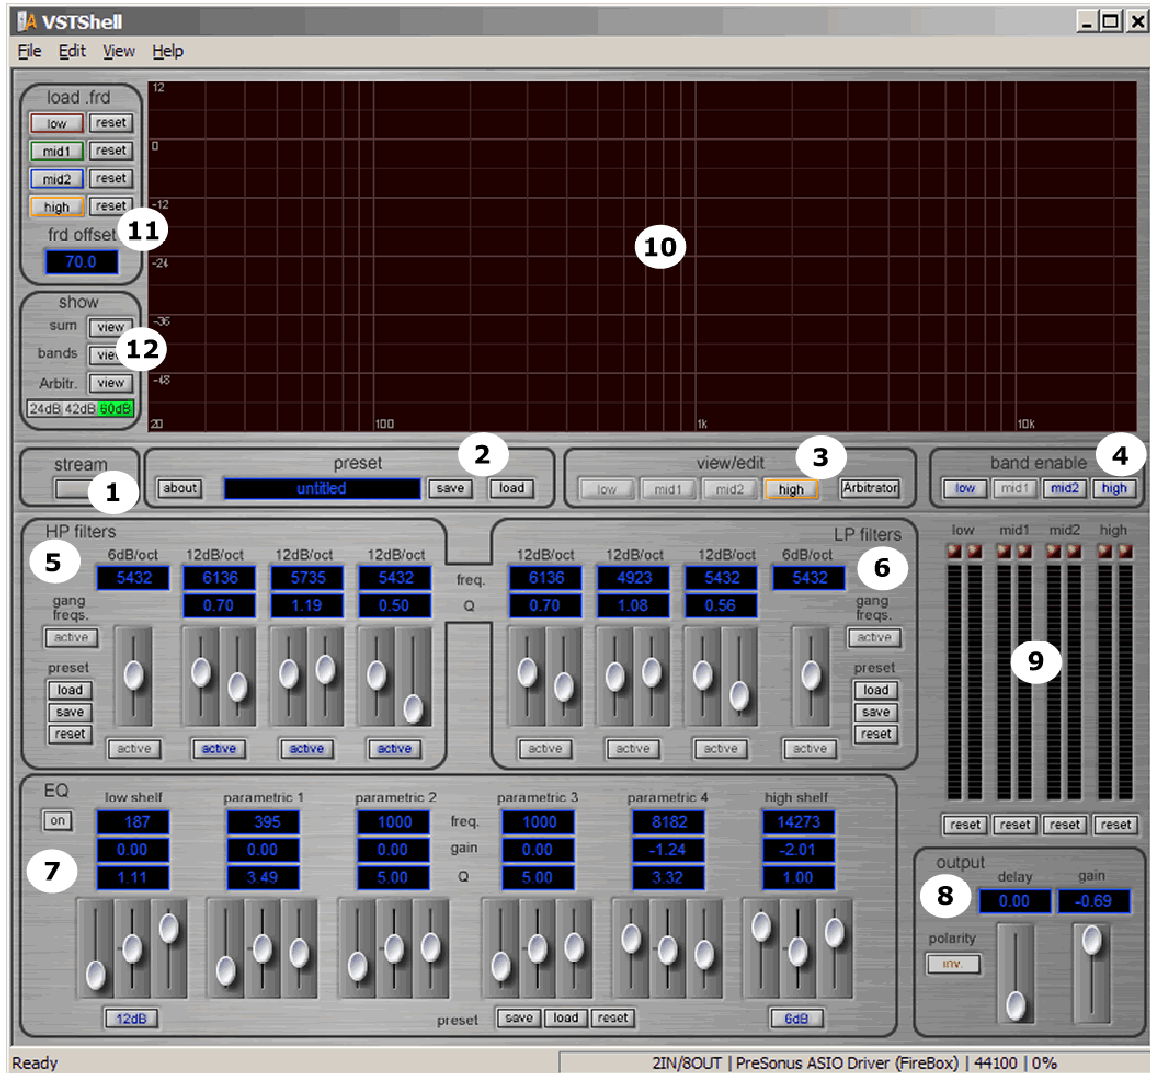 VSTShell
File Edit View Help
load .frd
low reset
mid1 reset
mid2 reset
high reset
11
frd offset
70.0
show
sum view
bands view
12
Arbitr. view
24dB 42dB 60dB
12
0
-12
-24
-36
-48
20 100 1k 10k
10
stream
1
preset
2
about untitled save load
view/edit
3
low mid1 mid2 high Arbitrator
band enable
4
low mid1 mid2 high
HP filters
5
6dB/oct 12dB/oct 12dB/oct 12dB/oct
5432 6136 5735 5432
0.70 1.19 0.50
gang
freqs.
active
preset
load
save
reset
active active active active
freq.
Q
LP filters
6
12dB/oct 12dB/oct 12dB/oct 6dB/oct
6136 4923 5432 5432
0.70 1.08 0.56
gang
freqs.
active
preset
load
save
reset
active active active active
low mid1 mid2 high
9
reset reset reset reset
EQ
on
7
low shelf parametric 1 parametric 2 parametric 3 parametric 4 high shelf
187 395 1000 freq. 1000 8182 14273
0.00 0.00 0.00 gain 0.00 -1.24 -2.01
1.11 3.49 5.00 Q 5.00 3.32 1.00
12dB preset save load reset 6dB
output
8
delay gain
0.00 -0.69
polarity
inv.
Ready
2IN/8OUT | PreSonus ASIO Driver (FireBox) | 44100 | 0%